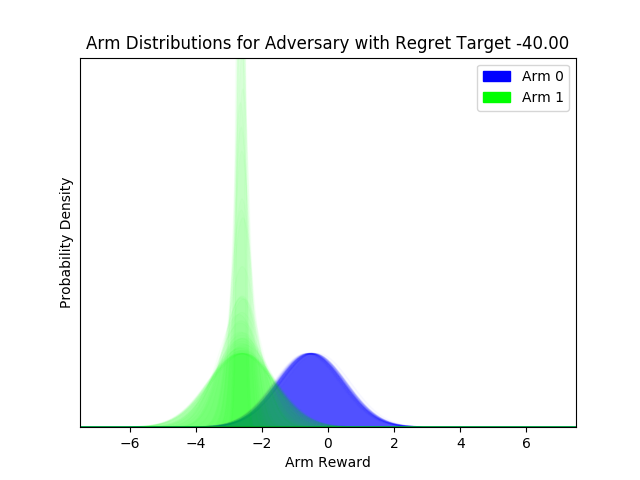 Arm Distributions for Adversary with Regret Target -40.00
Arm 0
Arm 1
Probability Density
−6 −4 −2 0 2 4 6
Arm Reward